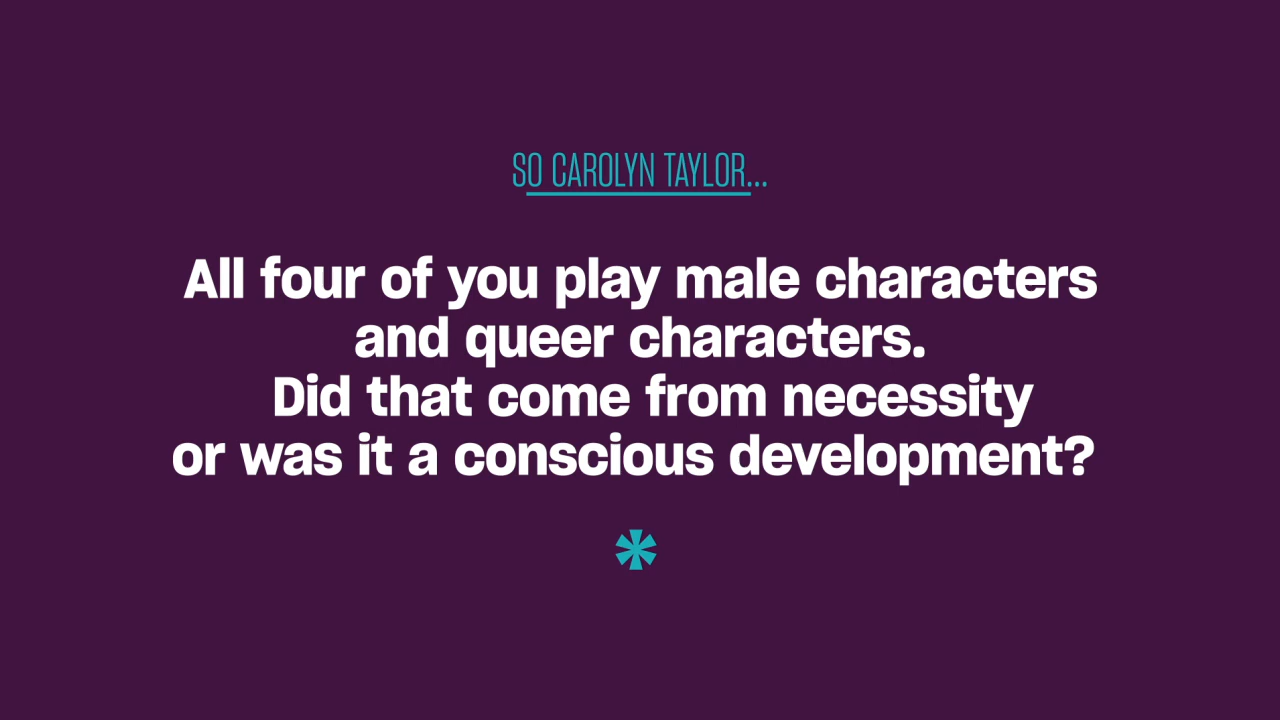 SO CAROLYN TAYLOR...
All four of you play male characters
and queer characters.
Did that come from necessity
or was it a conscious development?
*